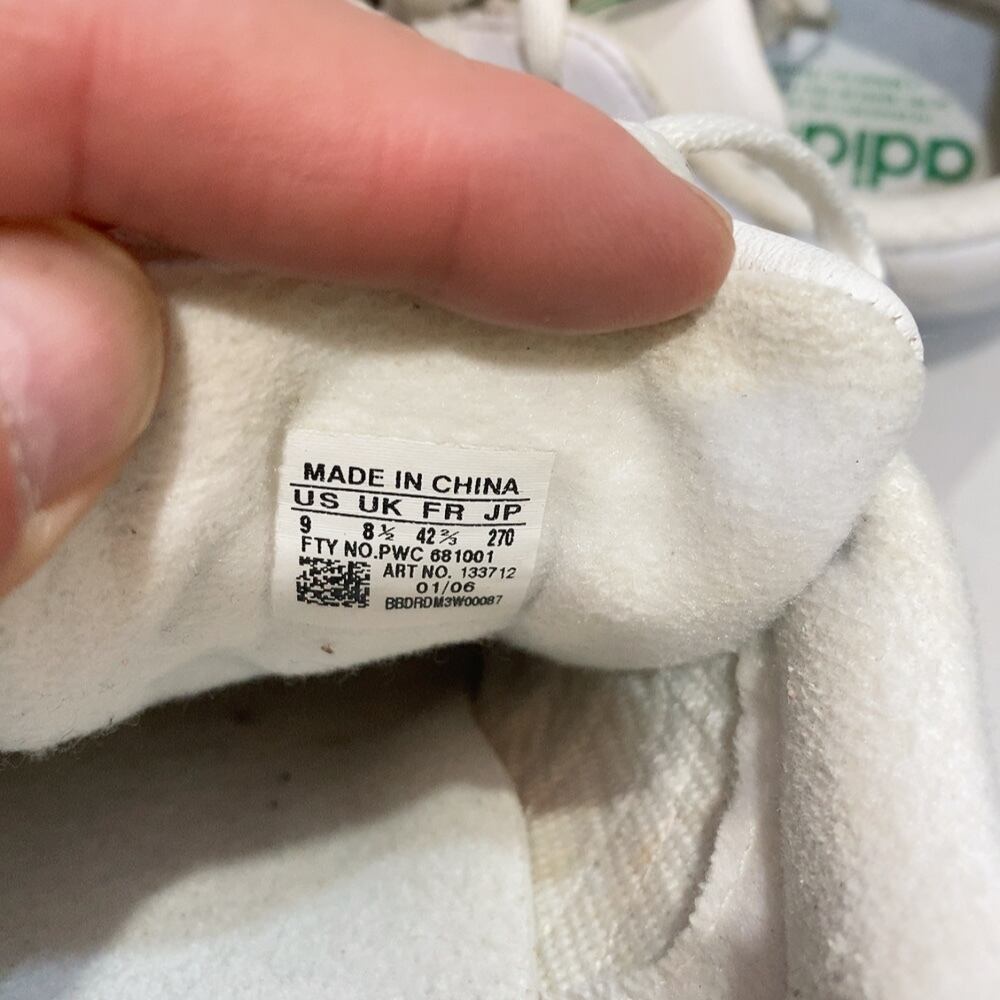 MADE IN CHINA
US UK FR JP
9 8½ 42⅔ 270
FTY NO.PWC 681001
ART NO. 133712
01/06
BBDRDM3W00087
adidas